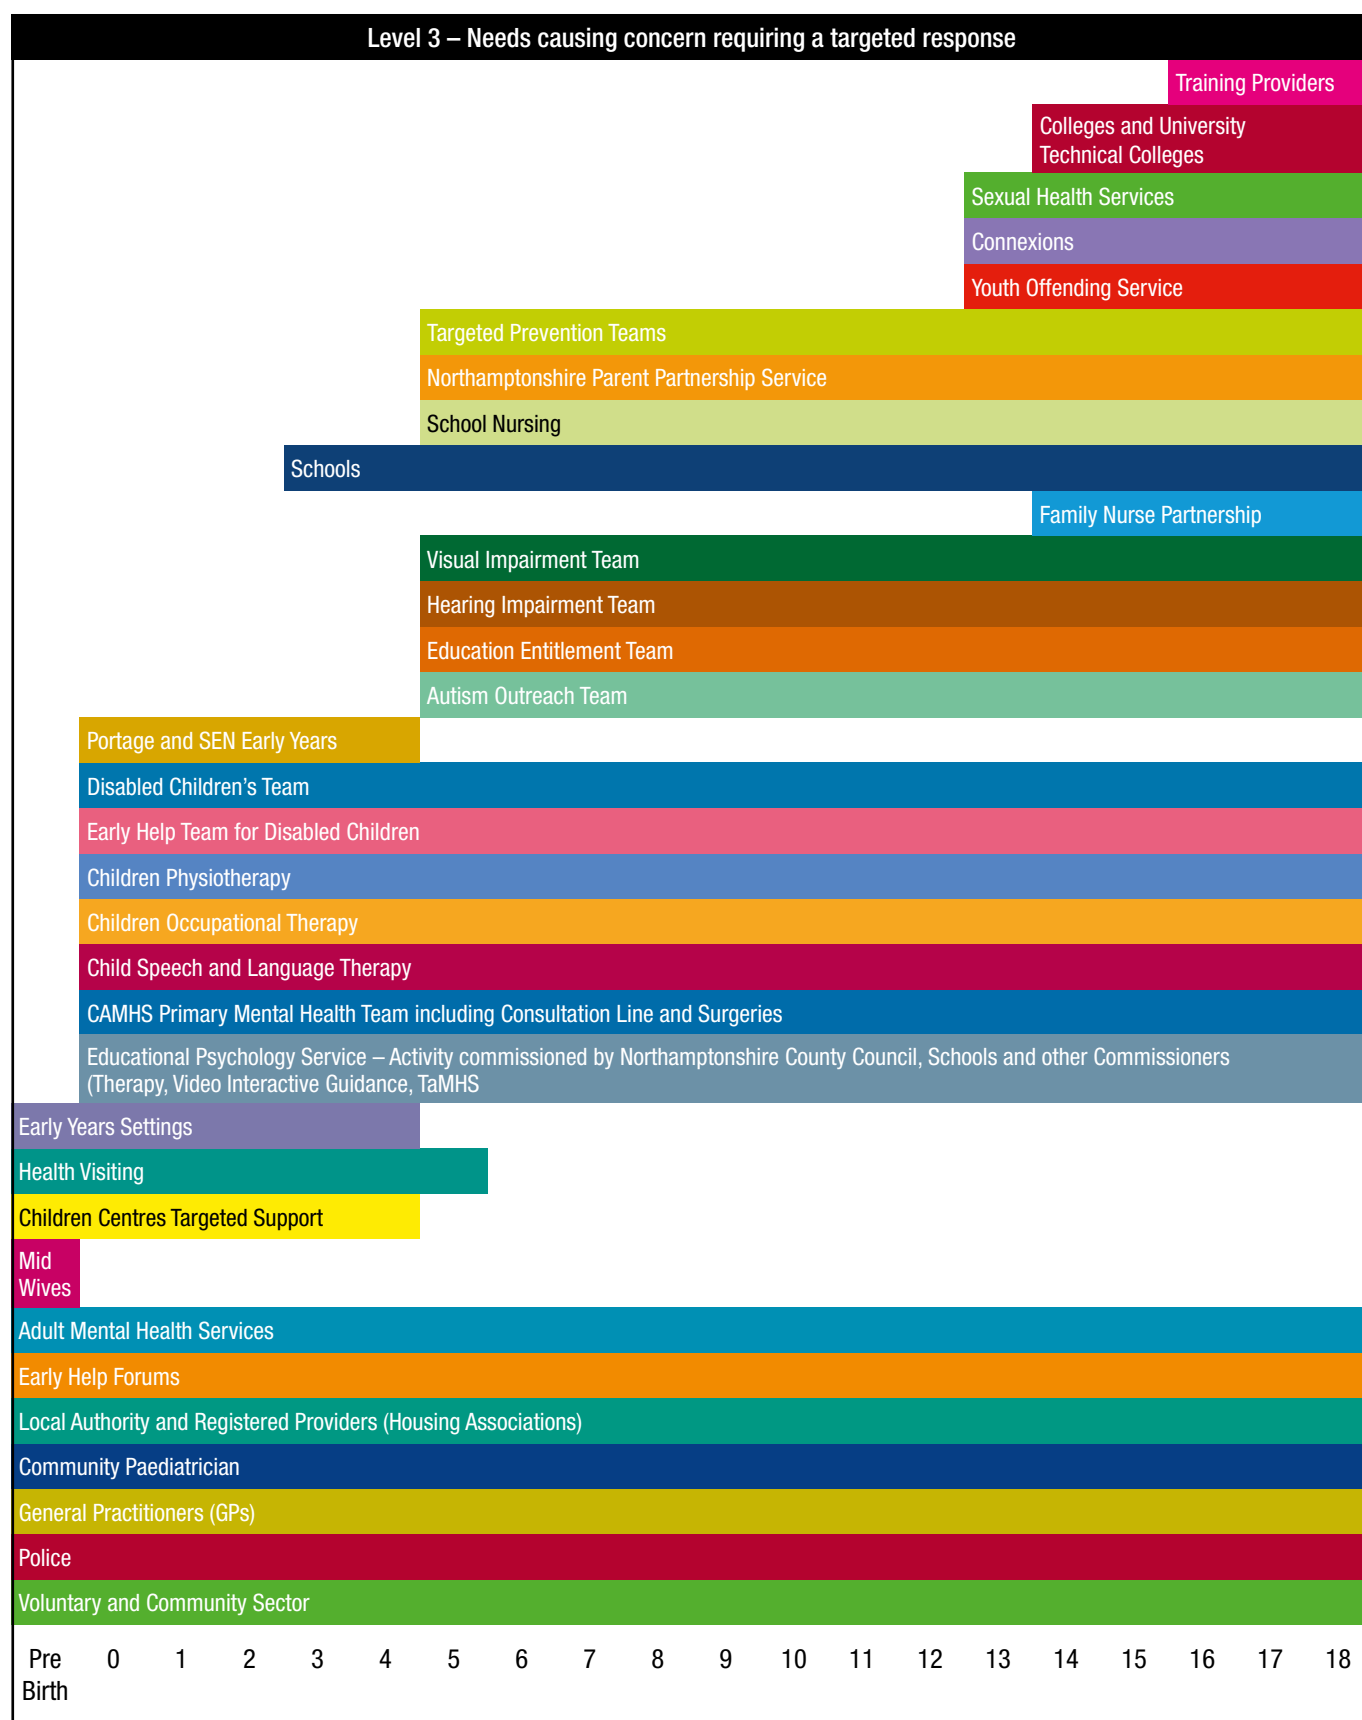 Level 3 – Needs causing concern requiring a targeted response
Training Providers
Colleges and University
Technical Colleges
Sexual Health Services
Connexions
Youth Offending Service
Targeted Prevention Teams
Northamptonshire Parent Partnership Service
School Nursing
Schools
Family Nurse Partnership
Visual Impairment Team
Hearing Impairment Team
Education Entitlement Team
Autism Outreach Team
Portage and SEN Early Years
Disabled Children’s Team
Early Help Team for Disabled Children
Children Physiotherapy
Children Occupational Therapy
Child Speech and Language Therapy
CAMHS Primary Mental Health Team including Consultation Line and Surgeries
Educational Psychology Service – Activity commissioned by Northamptonshire County Council, Schools and other Commissioners
(Therapy, Video Interactive Guidance, TaMHS
Early Years Settings
Health Visiting
Children Centres Targeted Support
Mid
Wives
Adult Mental Health Services
Early Help Forums
Local Authority and Registered Providers (Housing Associations)
Community Paediatrician
General Practitioners (GPs)
Police
Voluntary and Community Sector
Pre 0 1 2 3 4 5 6 7 8 9 10 11 12 13 14 15 16 17 18
Birth